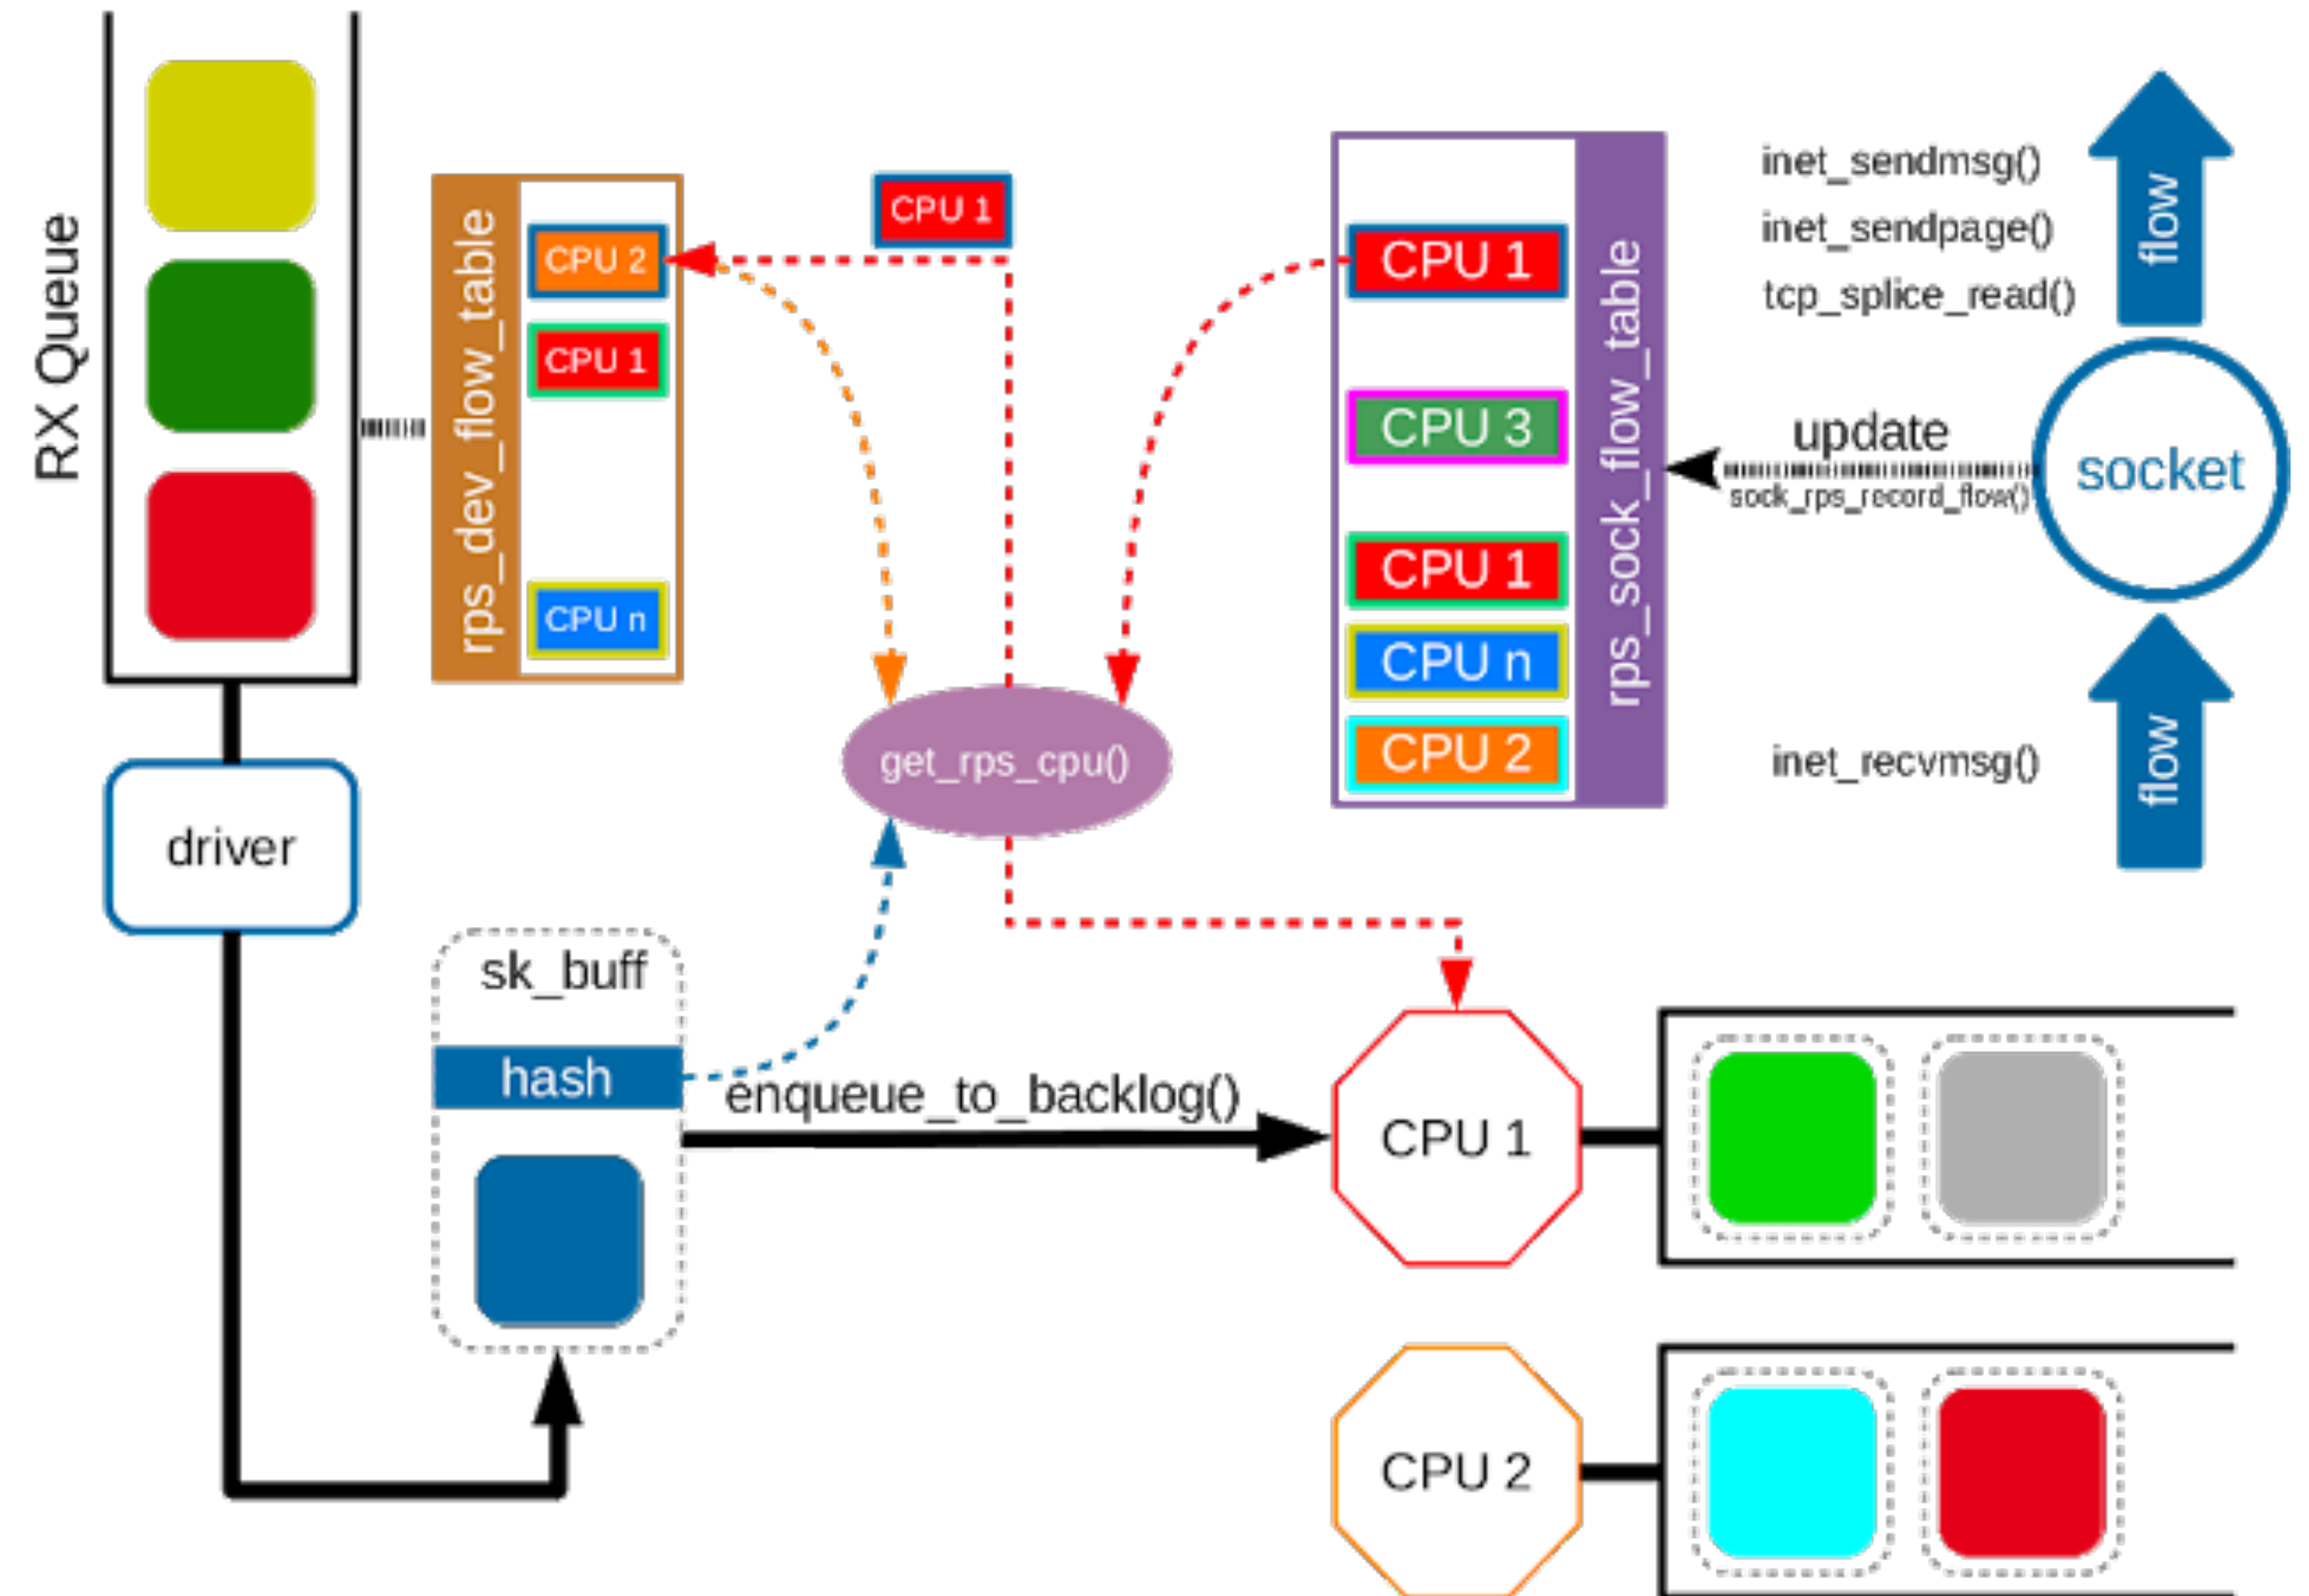 RX Queue
rps_dev_flow_table
CPU 2
CPU 1
CPU n
CPU 1
CPU 1
CPU 3
CPU 1
CPU n
CPU 2
rps_sock_flow_table
inet_sendmsg()
inet_sendpage()
tcp_splice_read()
flow
update
sock_rps_record_flow()
socket
inet_recvmsg()
flow
get_rps_cpu()
driver
sk_buff
hash
enqueue_to_backlog()
CPU 1
CPU 2